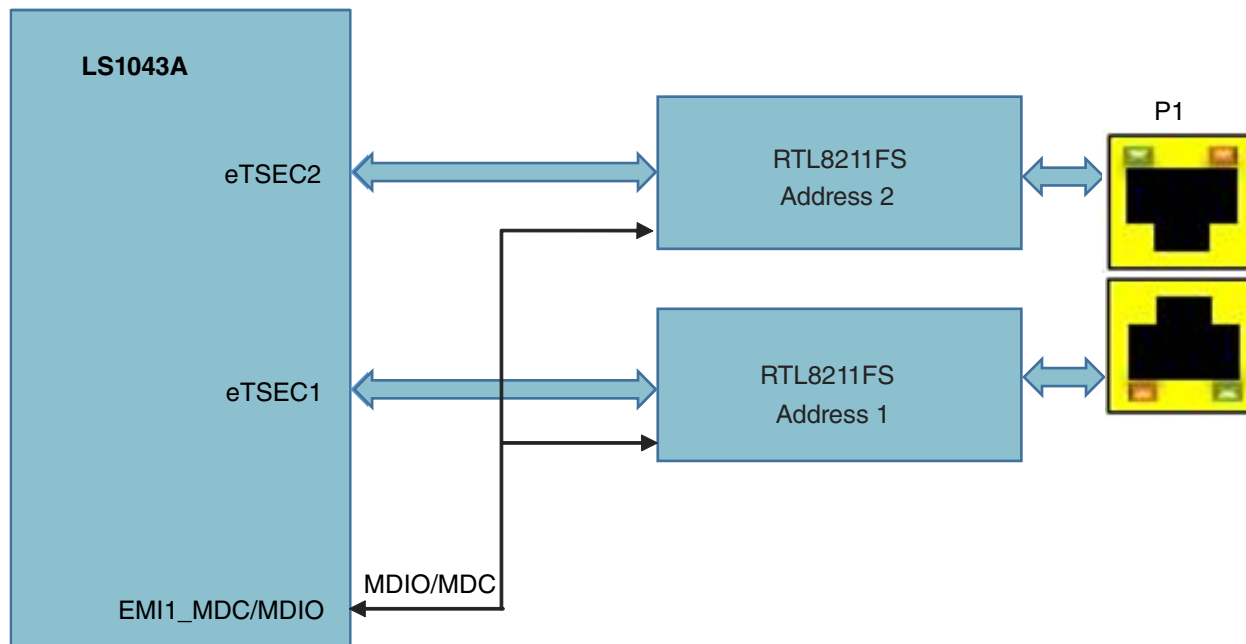 LS1043A
P1
eTSEC2
RTL8211FS
Address 2
eTSEC1
RTL8211FS
Address 1
MDIO/MDC
EMI1_MDC/MDIO